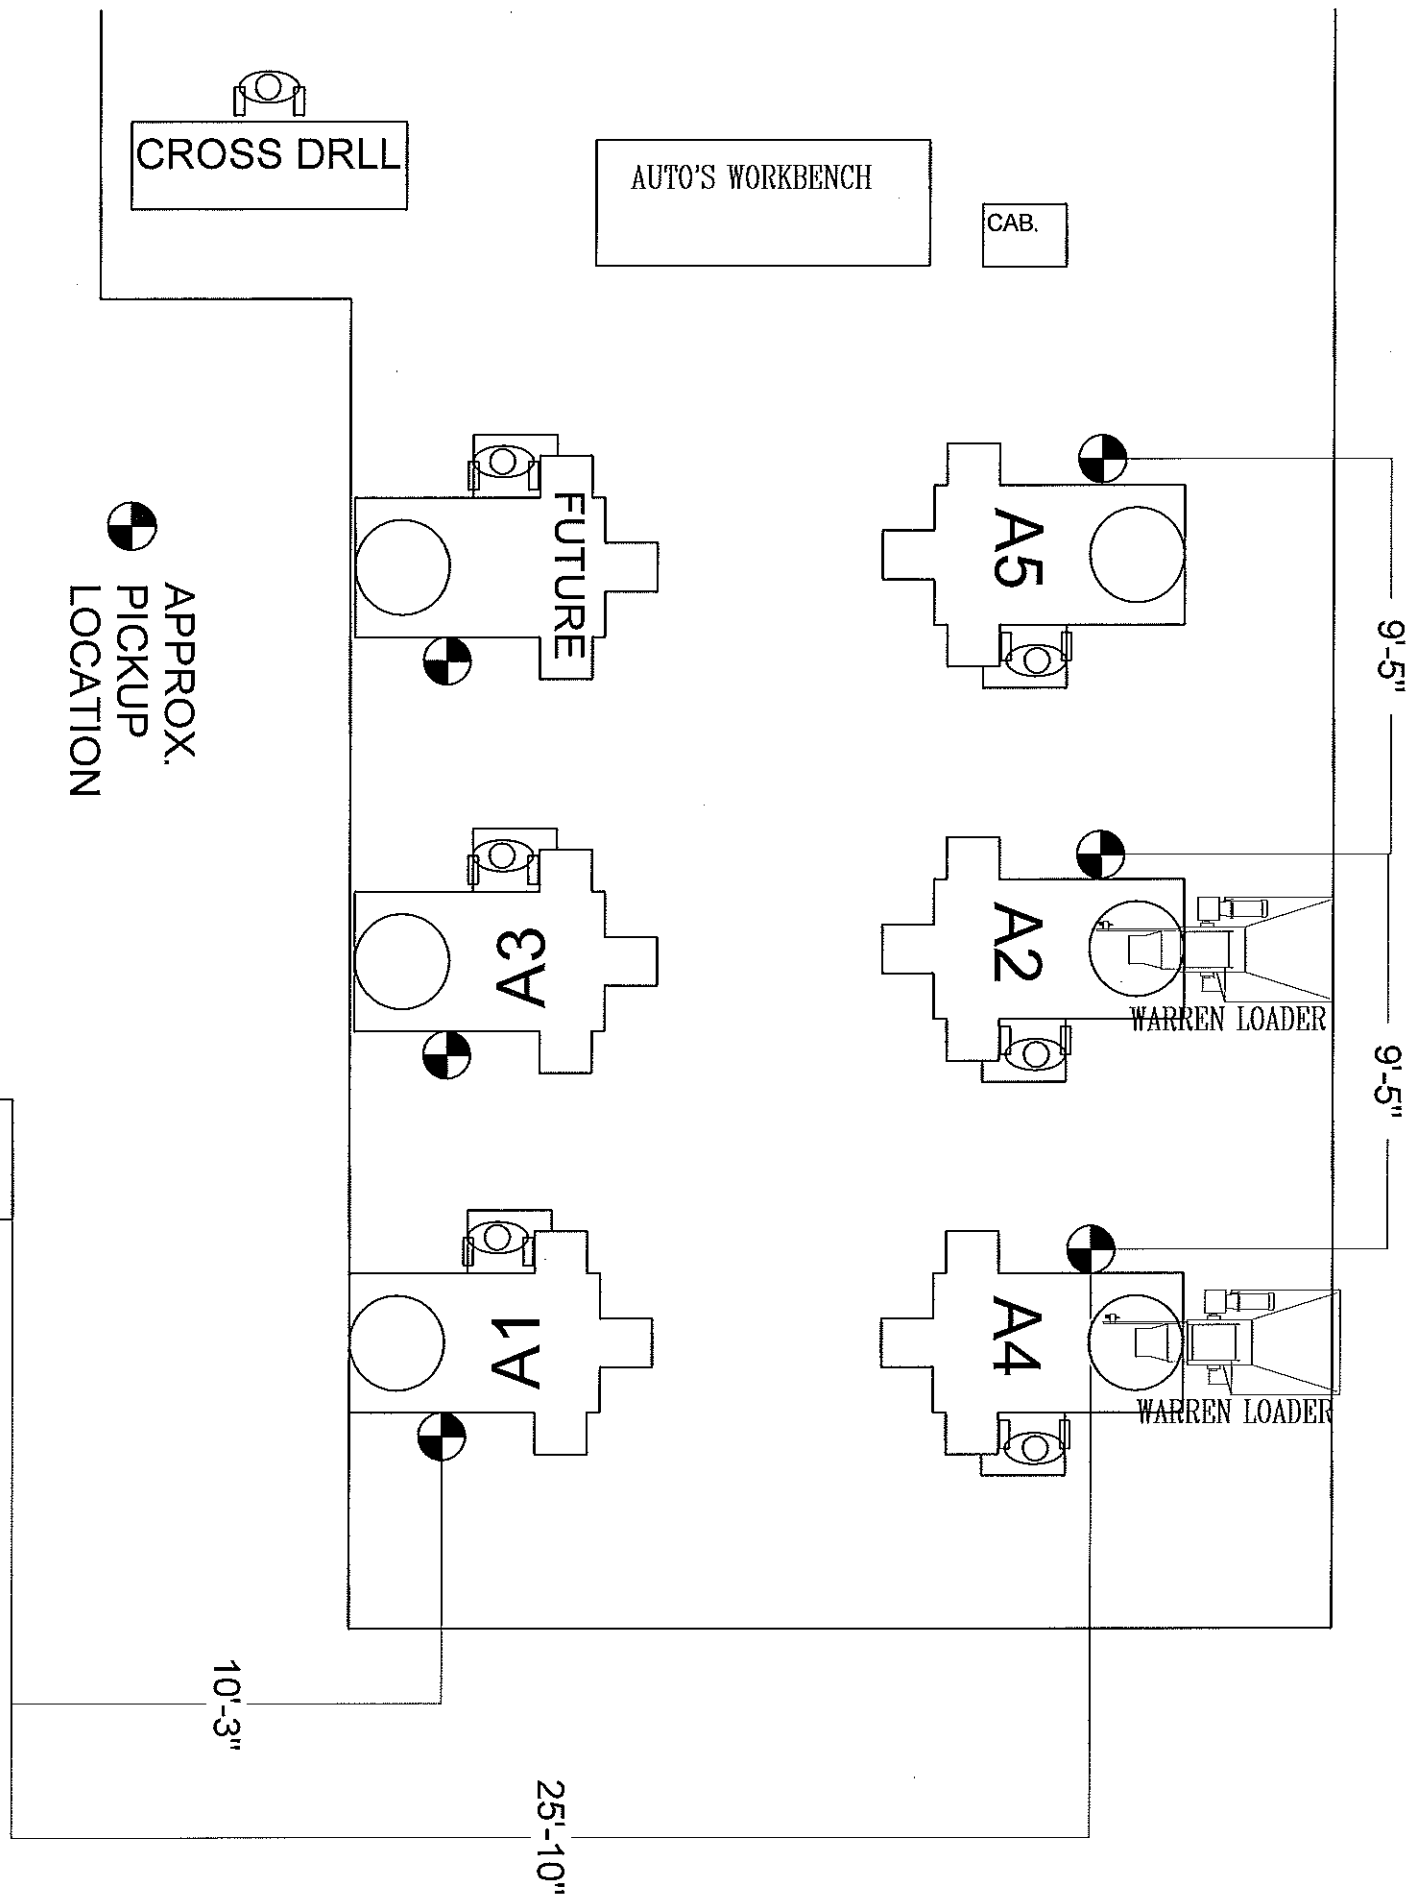 CROSS DRLL
AUTO'S WORKBENCH
CAB.
FUTURE
A5
9'-5"
APPROX.
PICKUP
LOCATION
A3
A2
WARREN LOADER
9'-5"
A1
A4
WARREN LOADER
10'-3"
25'-10"